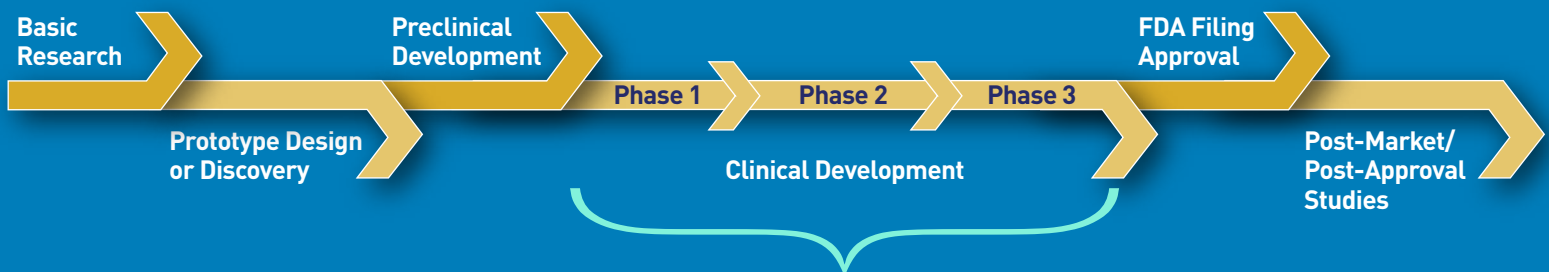 Basic
Research
Prototype Design
or Discovery
Preclinical
Development
Phase 1
Phase 2
Phase 3
Clinical Development
FDA Filing
Approval
Post-Market/
Post-Approval
Studies